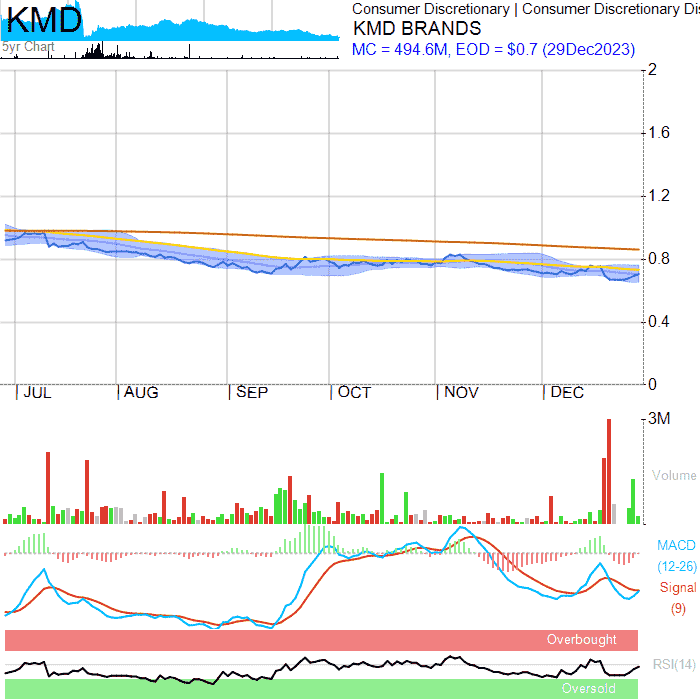 KMD
5yr Chart
Consumer Discretionary | Consumer Discretionary Dis
KMD BRANDS
MC = 494.6M, EOD = $0.7 (29Dec2023)
2
1.6
1.2
0.8
0.4
0
JUL AUG SEP OCT NOV DEC
3M
Volume
MACD
(12-26)
Signal
(9)
Overbought
RSI(14)
Oversold